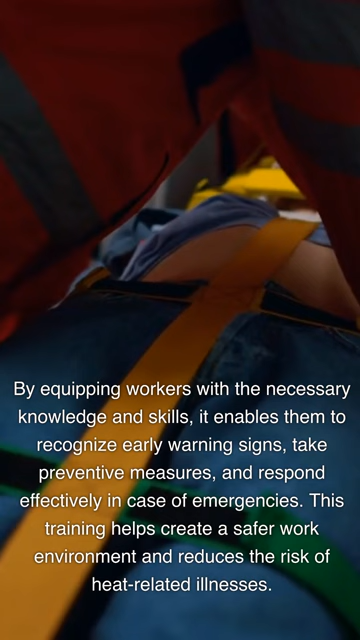 By equipping workers with the necessary
knowledge and skills, it enables them to
recognize early warning signs, take
preventive measures, and respond
effectively in case of emergencies. This
training helps create a safer work
environment and reduces the risk of
heat-related illnesses.